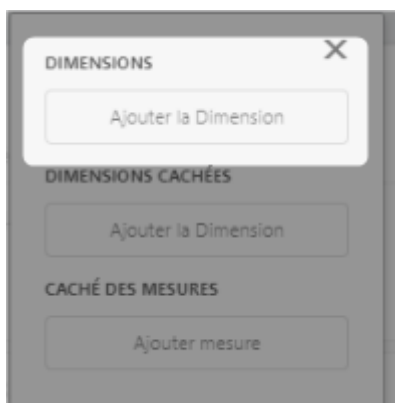 DIMENSIONS
Ajouter la Dimension
DIMENSIONS CACHÉES
Ajouter la Dimension
CACHÉ DES MESURES
Ajouter mesure